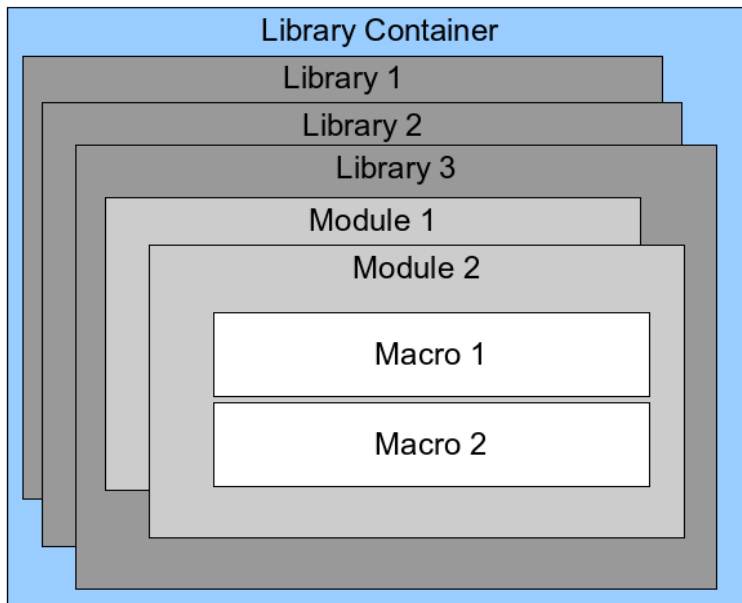 Library Container
Library 1
Library 2
Library 3
Module 1
Module 2
Macro 1
Macro 2